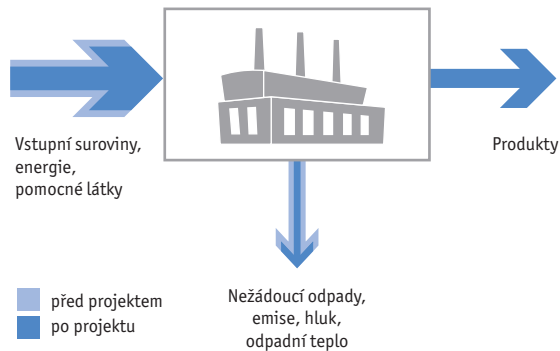 Vstupní suroviny,
energie,
pomocné látky
Produkty
Nežádoucí odpady,
emise, hluk,
odpadní teplo
před projektem
po projektu